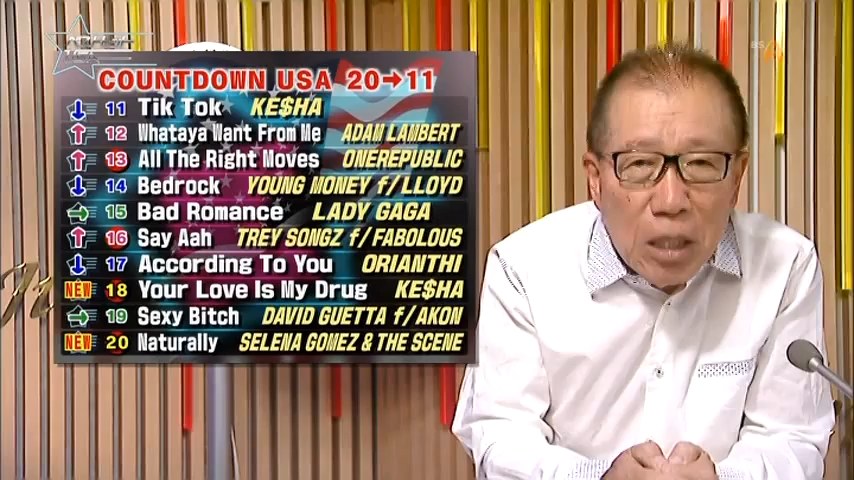 COUNTDOWN USA 20➔11
11 Tik Tok KE$HA
12 Whataya Want From Me ADAM LAMBERT
13 All The Right Moves ONEREPUBLIC
14 Bedrock YOUNG MONEY f/LLOYD
15 Bad Romance LADY GAGA
16 Say Aah TREY SONGZ f/FABOLOUS
17 According To You ORIANTHI
NEW 18 Your Love Is My Drug KE$HA
19 Sexy Bitch DAVID GUETTA f/AKON
NEW 20 Naturally SELENA GOMEZ & THE SCENE
BS